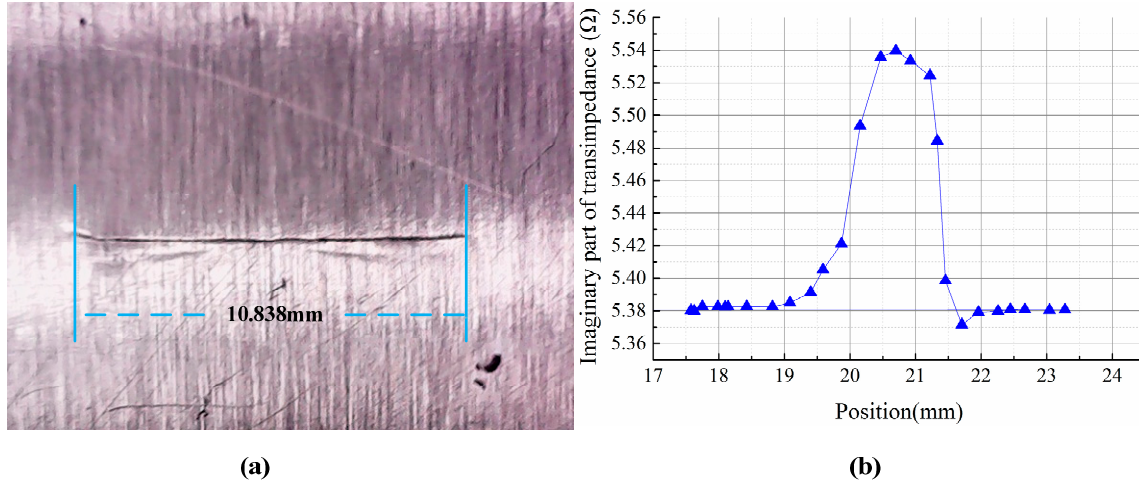 10.838mm
(a)
Imaginary part of transimpedance (Ω)
5.56
5.54
5.52
5.50
5.48
5.46
5.44
5.42
5.40
5.38
5.36
17 18 19 20 21 22 23 24
Position(mm)
(b)